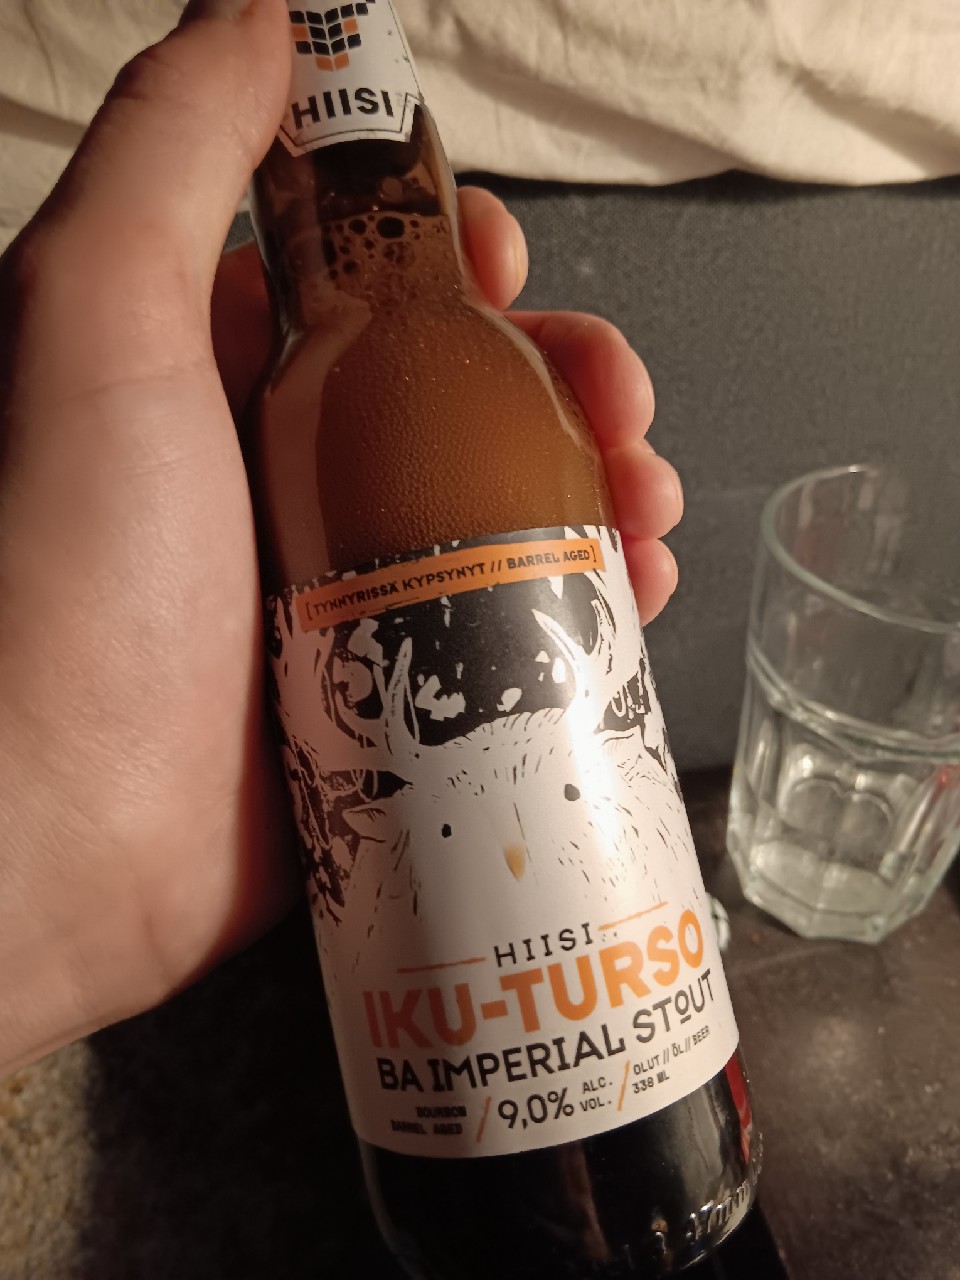 HIISI
[TYNNYRISSÄ KYPSYNYT // BARREL AGED]
HIISI
IKU-TURSO
BA IMPERIAL STOUT
BOURBON
BARREL AGED
9,0% ALC.
VOL.
OLUT // ÖL // BEER
338 ML